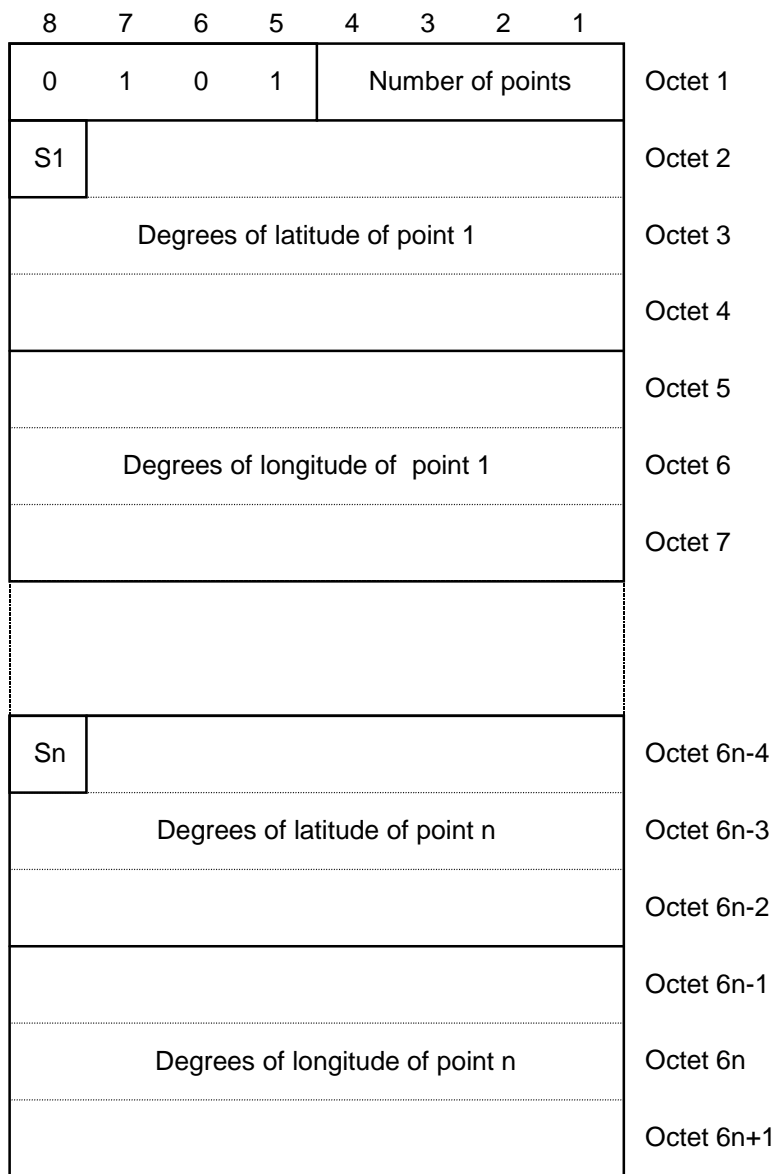 8 7 6 5 4 3 2 1
0 1 0 1 Number of points Octet 1
S1 Octet 2
Degrees of latitude of point 1 Octet 3
Octet 4
Octet 5
Degrees of longitude of point 1 Octet 6
Octet 7
Sn Octet 6n-4
Degrees of latitude of point n Octet 6n-3
Octet 6n-2
Octet 6n-1
Degrees of longitude of point n Octet 6n
Octet 6n+1